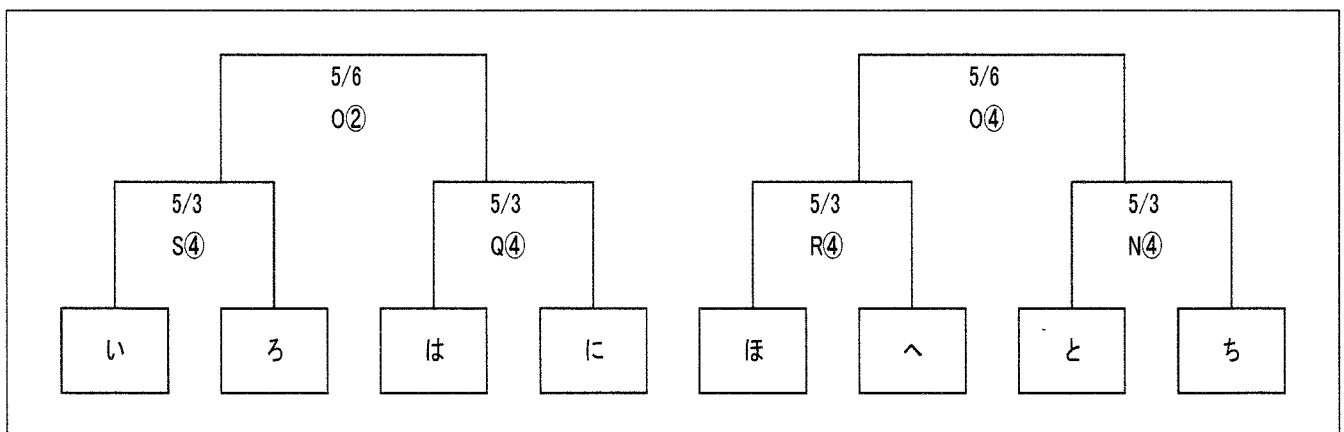 5/6 5/6
O② O④
5/3 5/3 5/3 5/3
S④ Q④ R④ N④
い ろ は に ほ へ と ち